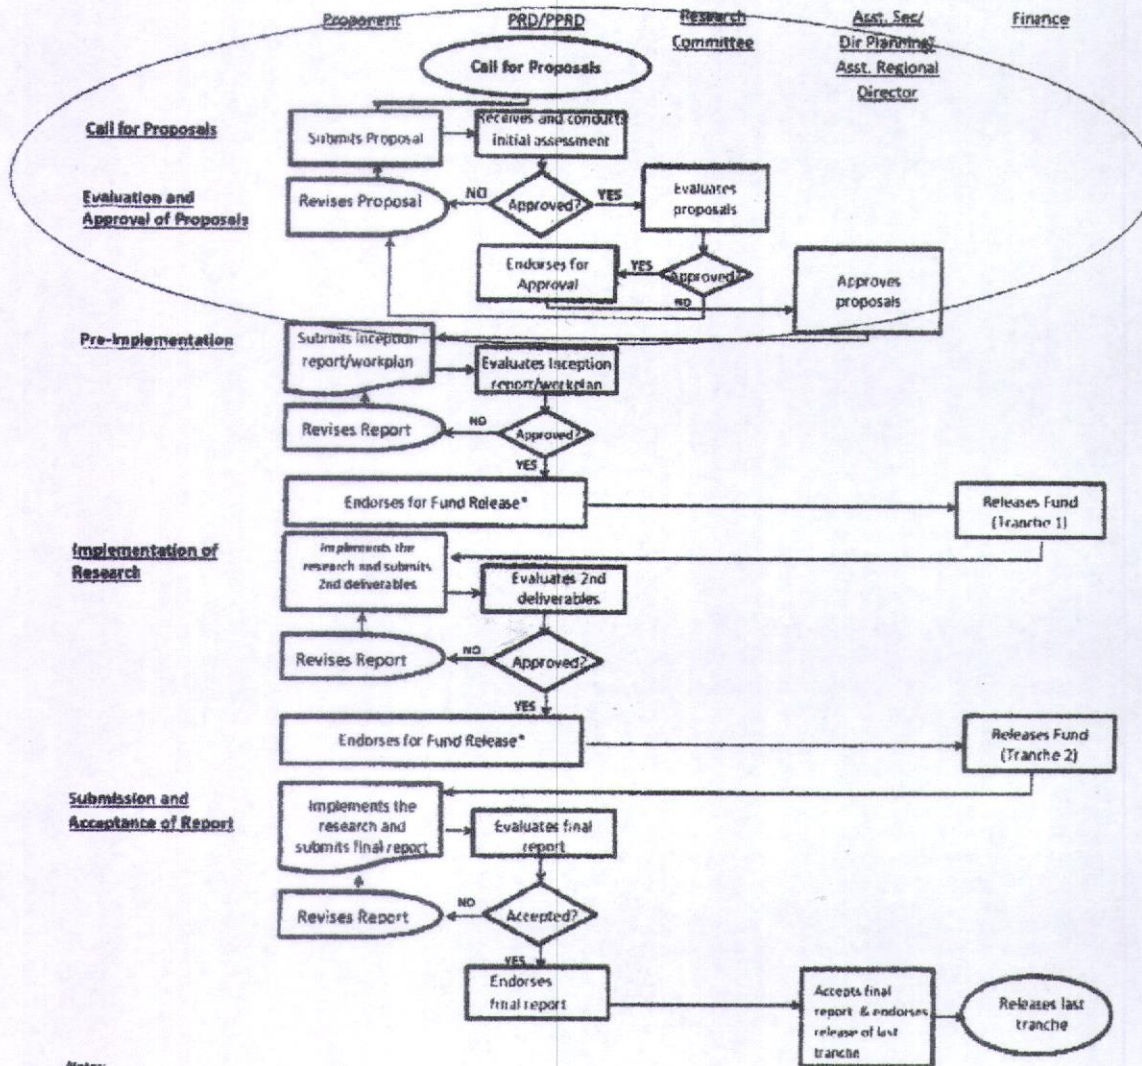 Proponent
PRD/PPRD
Research
Committee
Asst. Sec/
Dir Planning/
Asst. Regional
Director
Finance
Call for Proposals
Call for Proposals
Submits Proposal
Receives and conducts
initial assessment
Evaluation and
Approval of Proposals
Revises Proposal
NO
Approved?
YES
Evaluates
proposals
Endorses for
Approval
YES
Approved?
NO
Approves
proposals
Pre-Implementation
Submits Inception
report/workplan
Evaluates Inception
report/workplan
Revises Report
NO
Approved?
YES
Endorses for Fund Release*
Releases Fund
(Tranche 1)
Implementation of
Research
Implements the
research and submits
2nd deliverables
Evaluates 2nd
deliverables
Revises Report
NO
Approved?
YES
Endorses for Fund Release*
Releases Fund
(Tranche 2)
Submission and
Acceptance of Report
Implements the
research and
submits final report
Evaluates final
report
Revises Report
NO
Accepted?
YES
Endorses
final report
Accepts final
report & endorses
release of last
tranche
Releases last
tranche